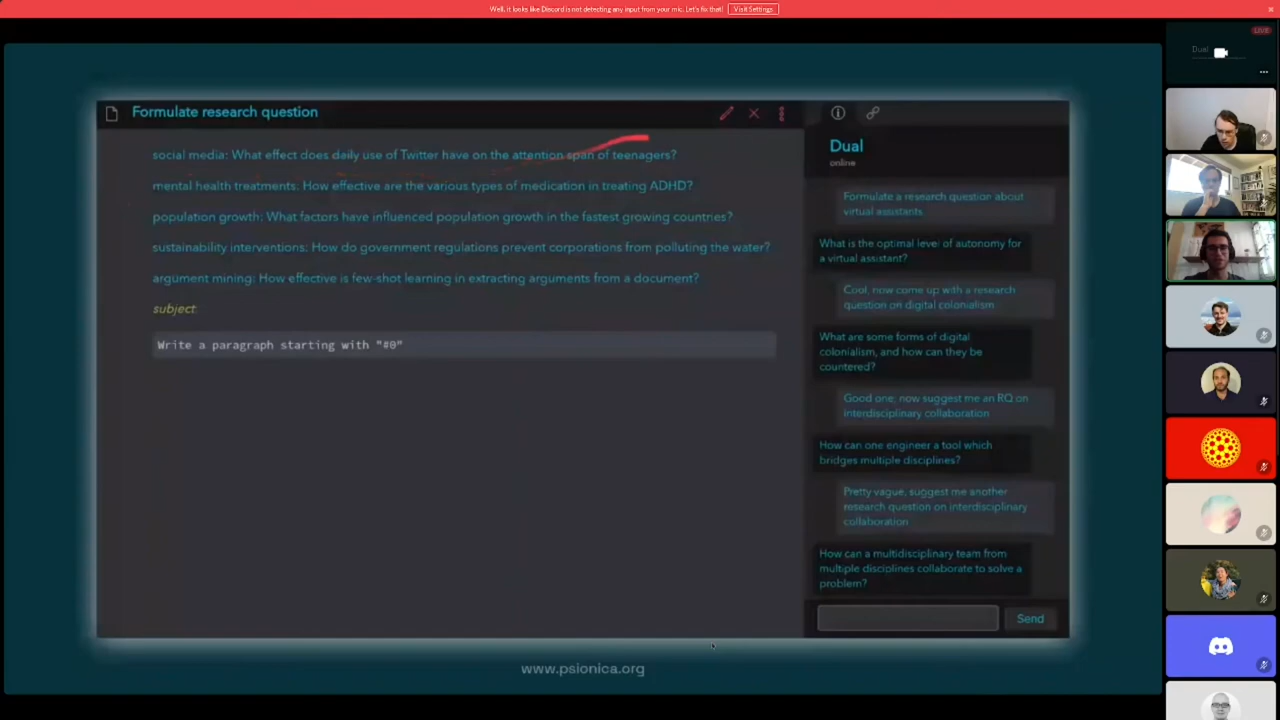 Well, it looks like Discord is not detecting any input from your mic. Let's fix that!
Visit Settings
LIVE
Dual
Formulate research question
social media: What effect does daily use of Twitter have on the attention span of teenagers?
mental health treatments: How effective are the various types of medication in treating ADHD?
population growth: What factors have influenced population growth in the fastest growing countries?
sustainability interventions: How do government regulations prevent corporations from polluting the water?
argument mining: How effective is few-shot learning in extracting arguments from a document?
subject:
Write a paragraph starting with "#0"
Dual
online
Formulate a research question about
virtual assistants
What is the optimal level of autonomy for
a virtual assistant?
Cool, now come up with a research
question on digital colonialism
What are some forms of digital
colonialism, and how can they be
countered?
Good one, now suggest me an RQ on
interdisciplinary collaboration
How can one engineer a tool which
bridges multiple disciplines?
Pretty vague, suggest me another
research question on interdisciplinary
collaboration
How can a multidisciplinary team from
multiple disciplines collaborate to solve a
problem?
Send
www.psionica.org